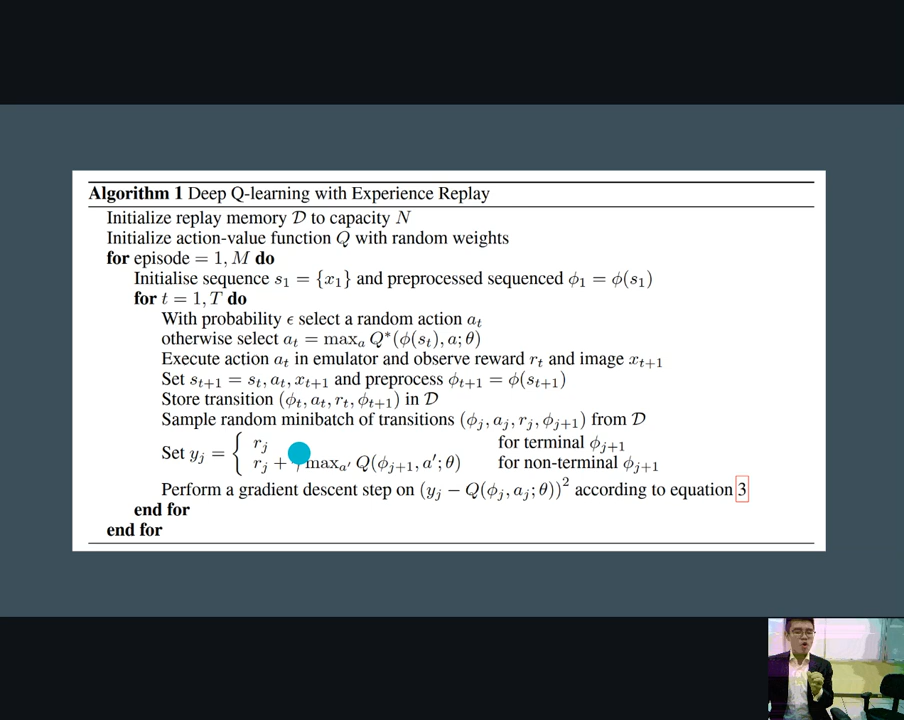 Algorithm 1 Deep Q-learning with Experience Replay
Initialize replay memory 𝒟 to capacity N
Initialize action-value function Q with random weights
for episode = 1, M do
Initialise sequence s₁ = {x₁} and preprocessed sequenced ϕ₁ = ϕ(s₁)
for t = 1, T do
With probability ϵ select a random action aₜ
otherwise select aₜ = maxₐ Q*(ϕ(sₜ), a; θ)
Execute action aₜ in emulator and observe reward rₜ and image xₜ₊₁
Set sₜ₊₁ = sₜ, aₜ, xₜ₊₁ and preprocess ϕₜ₊₁ = ϕ(sₜ₊₁)
Store transition (ϕₜ, aₜ, rₜ, ϕₜ₊₁) in 𝒟
Sample random minibatch of transitions (ϕⱼ, aⱼ, rⱼ, ϕⱼ₊₁) from 𝒟
Set yⱼ = { rⱼ for terminal ϕⱼ₊₁
rⱼ + max_a' Q(ϕⱼ₊₁, a'; θ) for non-terminal ϕⱼ₊₁
Perform a gradient descent step on (yⱼ − Q(ϕⱼ, aⱼ; θ))² according to equation 3
end for
end for